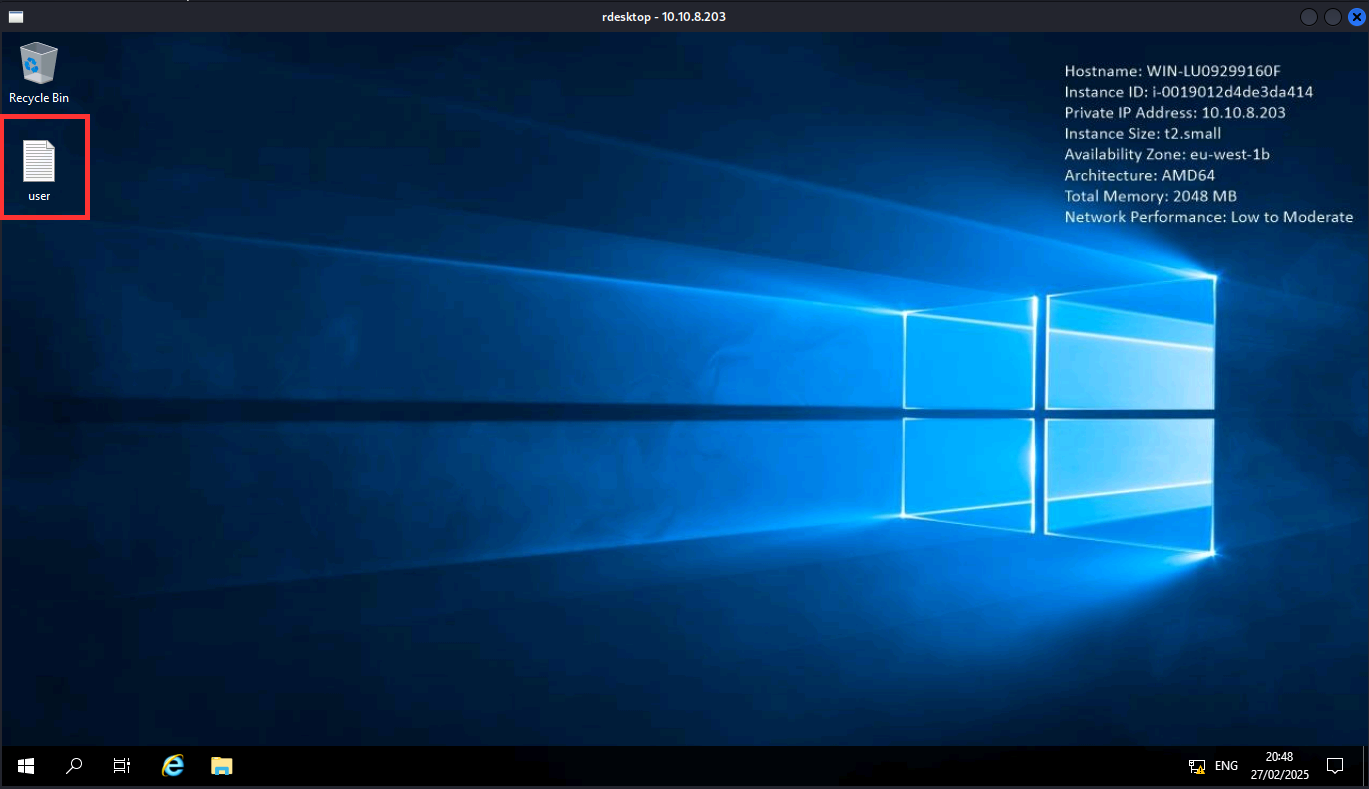 rdesktop - 10.10.8.203
Recycle Bin
user
Hostname: WIN-LU09299160F
Instance ID: i-0019012d4de3da414
Private IP Address: 10.10.8.203
Instance Size: t2.small
Availability Zone: eu-west-1b
Architecture: AMD64
Total Memory: 2048 MB
Network Performance: Low to Moderate
ENG
20:48
27/02/2025